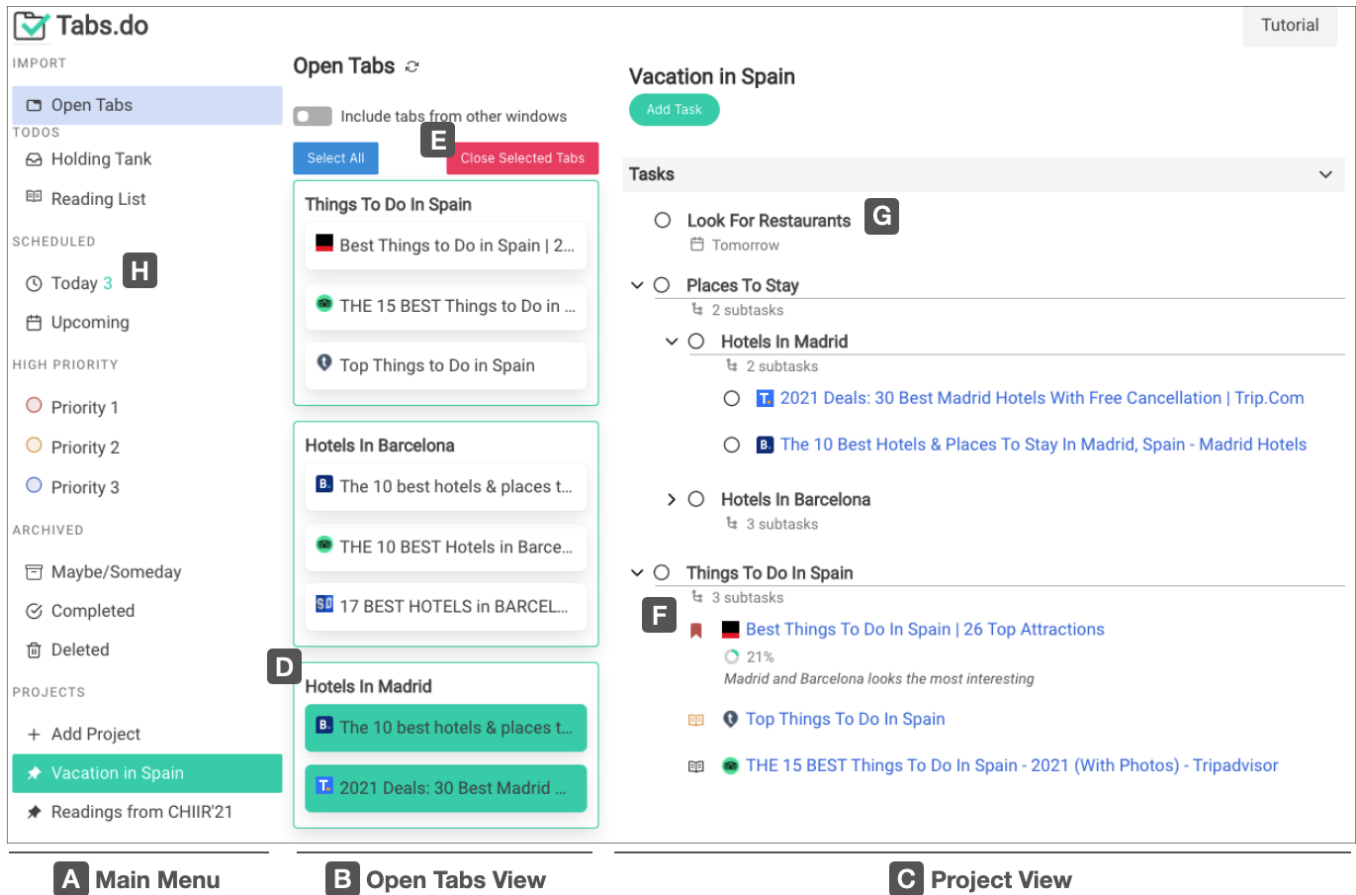 Tabs.do
Tutorial
IMPORT
Open Tabs
TODOS
Holding Tank
Reading List
SCHEDULED
Today 3
H
Upcoming
HIGH PRIORITY
Priority 1
Priority 2
Priority 3
ARCHIVED
Maybe/Someday
Completed
Deleted
PROJECTS
+ Add Project
Vacation in Spain
Readings from CHIIR'21
Open Tabs
Include tabs from other windows
E
Select All
Close Selected Tabs
Things To Do In Spain
Best Things to Do in Spain | 2...
THE 15 BEST Things to Do in ...
Top Things to Do in Spain
Hotels In Barcelona
B. The 10 best hotels & places t...
THE 10 BEST Hotels in Barce...
SD 17 BEST HOTELS in BARCEL...
D
Hotels In Madrid
B. The 10 best hotels & places t...
T. 2021 Deals: 30 Best Madrid ...
Vacation in Spain
Add Task
Tasks
Look For Restaurants
G
Tomorrow
Places To Stay
2 subtasks
Hotels In Madrid
2 subtasks
T. 2021 Deals: 30 Best Madrid Hotels With Free Cancellation | Trip.Com
B. The 10 Best Hotels & Places To Stay In Madrid, Spain - Madrid Hotels
Hotels In Barcelona
3 subtasks
Things To Do In Spain
3 subtasks
F
Best Things To Do In Spain | 26 Top Attractions
21%
Madrid and Barcelona looks the most interesting
Top Things To Do In Spain
THE 15 BEST Things To Do In Spain - 2021 (With Photos) - Tripadvisor
A Main Menu
B Open Tabs View
C Project View